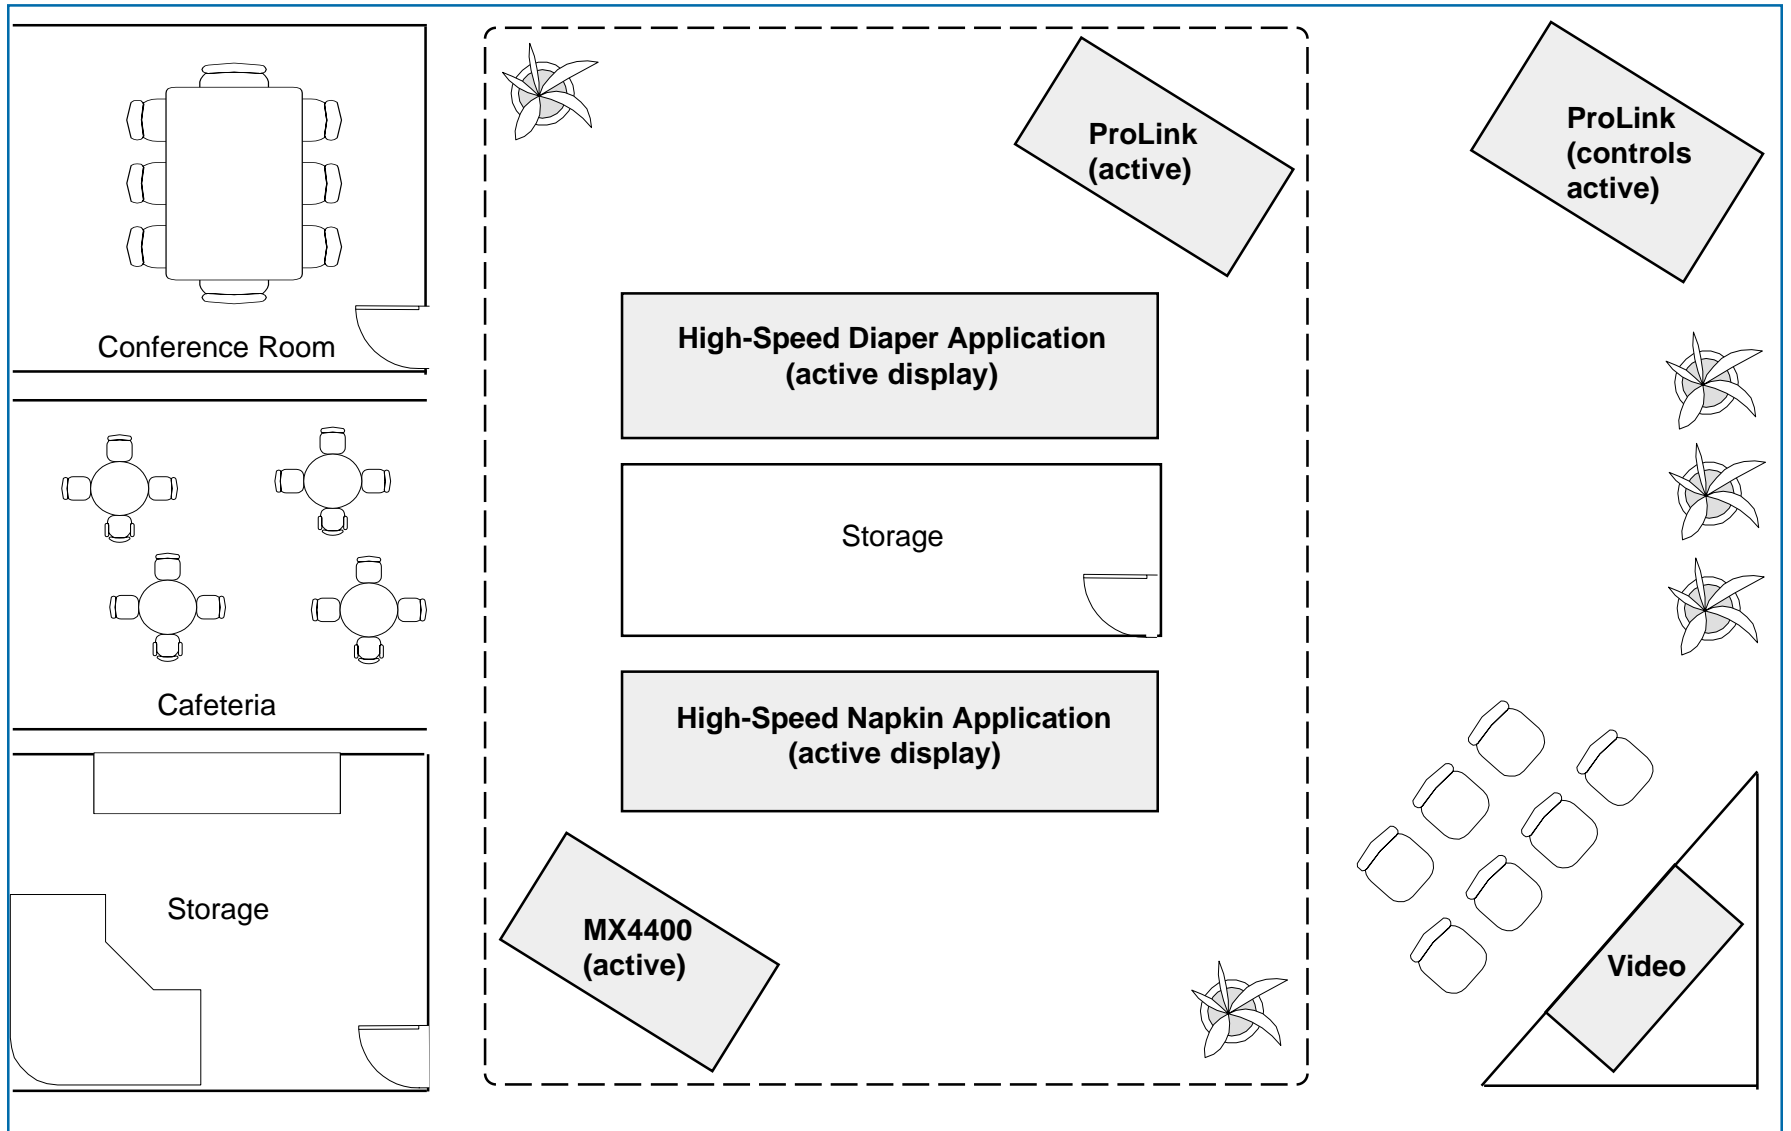 ProLink
(active)
ProLink
(controls
active)
Conference Room
High-Speed Diaper Application
(active display)
Storage
Cafeteria
High-Speed Napkin Application
(active display)
Storage
MX4400
(active)
Video